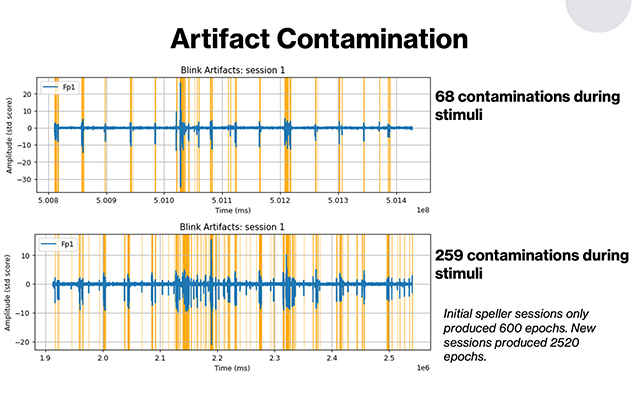 Artifact Contamination
Blink Artifacts: session 1
Fp1
20
10
0
−10
−20
−30
Amplitude (std score)
5.008
5.009
5.010
5.011
5.012
5.013
5.014
1e8
Time (ms)
68 contaminations during
stimuli
Blink Artifacts: session 1
Fp1
10
0
−10
−20
Amplitude (std score)
1.9
2.0
2.1
2.2
2.3
2.4
2.5
1e6
Time (ms)
259 contaminations during
stimuli
Initial speller sessions only
produced 600 epochs. New
sessions produced 2520
epochs.